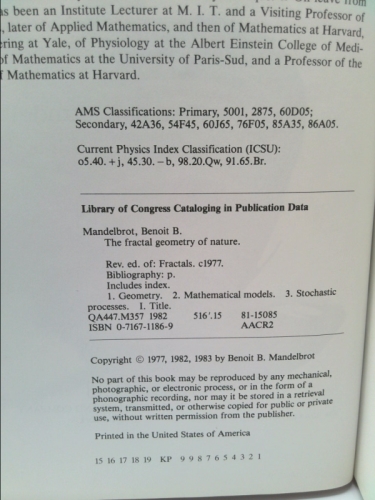 as been an Institute Lecturer at M. I. T. and a Visiting Professor of
, later of Applied Mathematics, and then of Mathematics at Harvard,
ring at Yale, of Physiology at the Albert Einstein College of Medi-
of Mathematics at the University of Paris-Sud, and a Professor of the
f Mathematics at Harvard.
AMS Classifications: Primary, 5001, 2875, 60D05;
Secondary, 42A36, 54F45, 60J65, 76F05, 85A35, 86A05.
Current Physics Index Classification (ICSU):
o5.40. + j, 45.30. – b, 98.20.Qw, 91.65.Br.
Library of Congress Cataloging in Publication Data
Mandelbrot, Benoit B.
The fractal geometry of nature.
Rev. ed. of: Fractals. c1977.
Bibliography: p.
Includes index.
1. Geometry. 2. Mathematical models. 3. Stochastic
processes. I. Title.
QA447.M357 1982 516'.15 81-15085
ISBN 0-7167-1186-9 AACR2
Copyright © 1977, 1982, 1983 by Benoit B. Mandelbrot
No part of this book may be reproduced by any mechanical,
photographic, or electronic process, or in the form of a
phonographic recording, nor may it be stored in a retrieval
system, transmitted, or otherwise copied for public or private
use, without written permission from the publisher.
Printed in the United States of America
15 16 17 18 19 KP 9 9 8 7 6 5 4 3 2 1